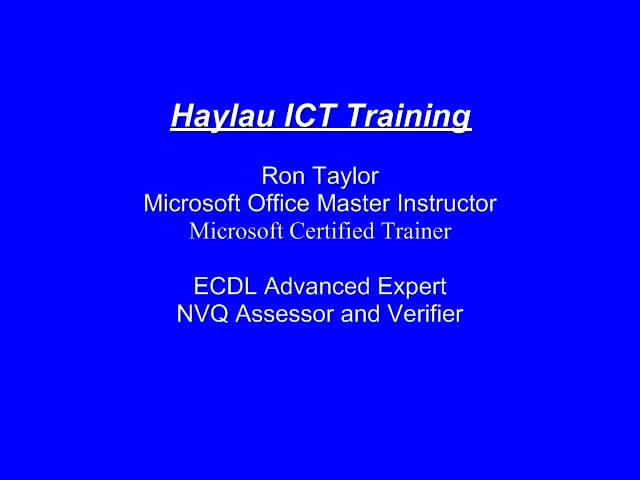 Haylau ICT Training
Ron Taylor
Microsoft Office Master Instructor
Microsoft Certified Trainer
ECDL Advanced Expert
NVQ Assessor and Verifier